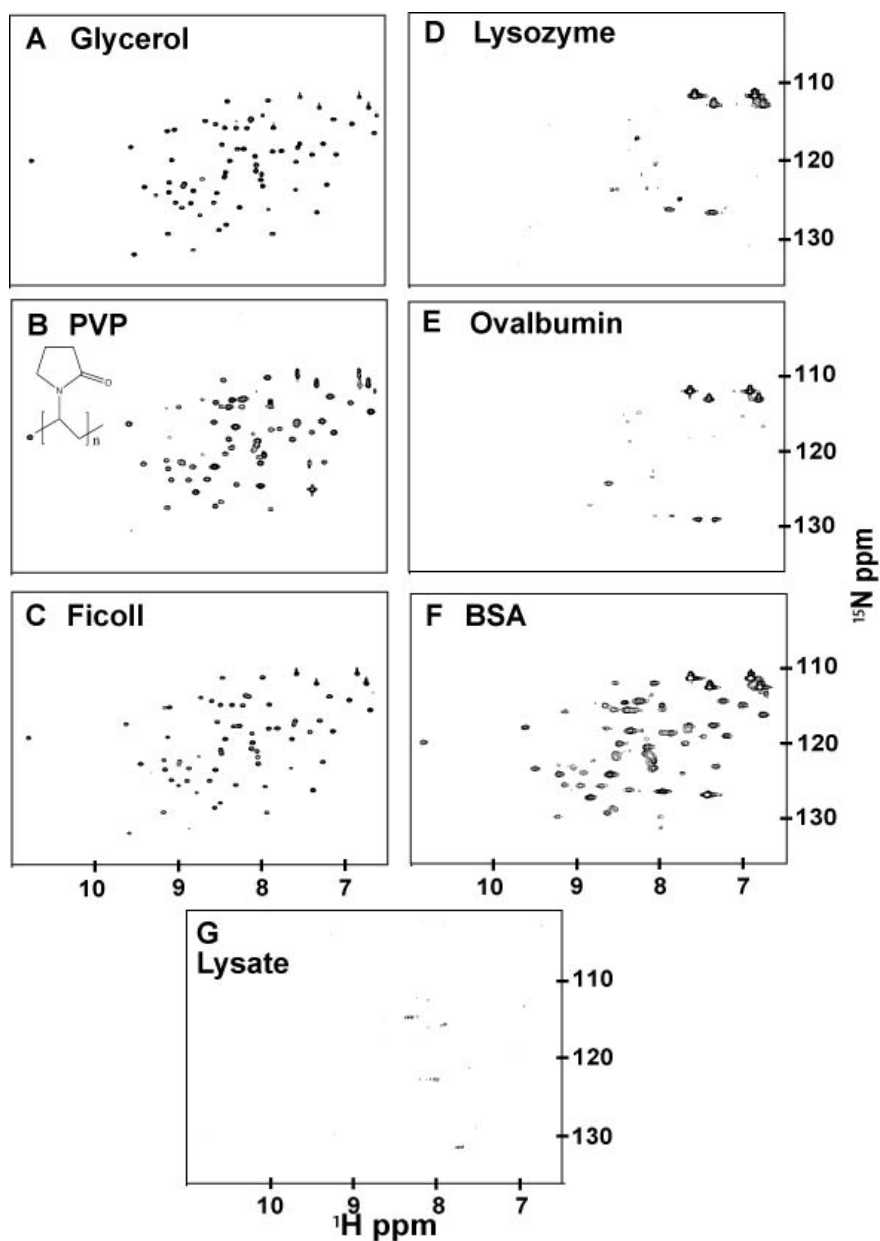 A Glycerol
B PVP
N
O
n
C Ficoll
10 9 8 7
D Lysozyme
110
120
130
E Ovalbumin
110
120
130
F BSA
110
120
130
10 9 8 7
15N ppm
G
Lysate
110
120
130
10 9 8 7
1H ppm